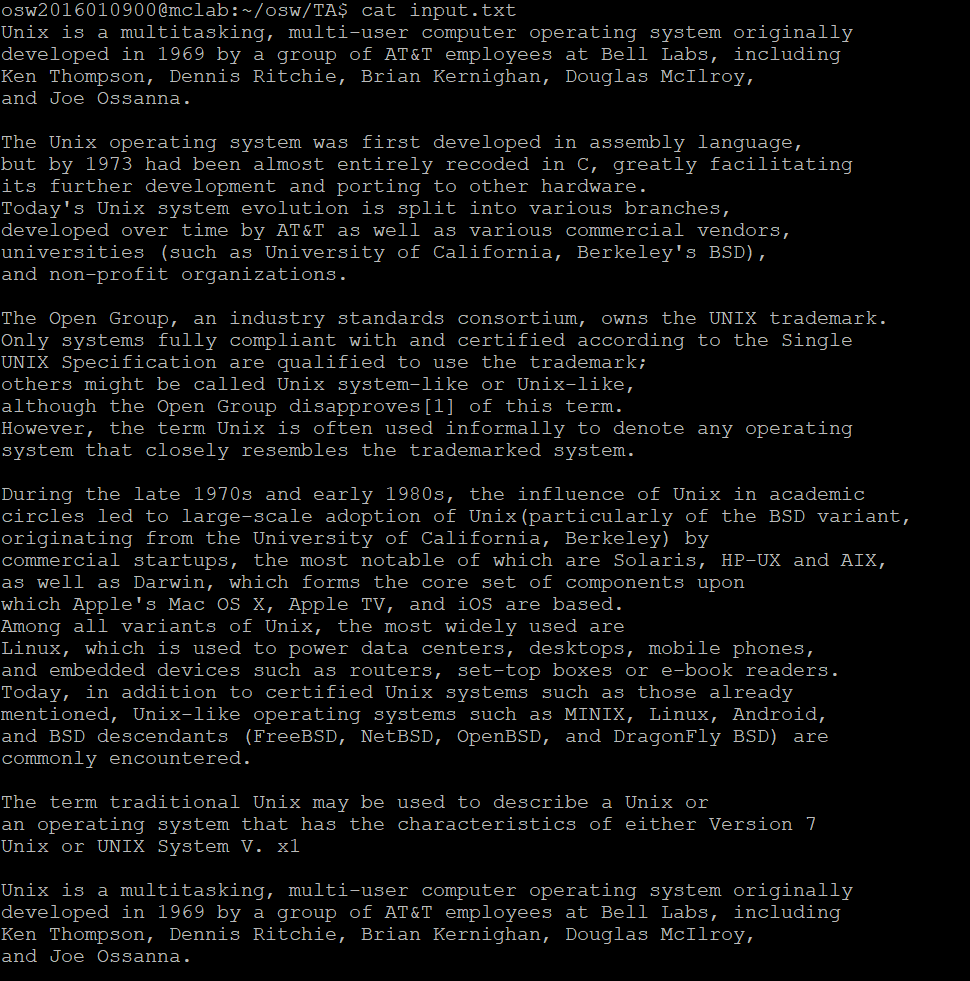 osw2016010900@mclab:~/osw/TA$ cat input.txt
Unix is a multitasking, multi-user computer operating system originally
developed in 1969 by a group of AT&T employees at Bell Labs, including
Ken Thompson, Dennis Ritchie, Brian Kernighan, Douglas McIlroy,
and Joe Ossanna.

The Unix operating system was first developed in assembly language,
but by 1973 had been almost entirely recoded in C, greatly facilitating
its further development and porting to other hardware.
Today's Unix system evolution is split into various branches,
developed over time by AT&T as well as various commercial vendors,
universities (such as University of California, Berkeley's BSD),
and non-profit organizations.

The Open Group, an industry standards consortium, owns the UNIX trademark.
Only systems fully compliant with and certified according to the Single
UNIX Specification are qualified to use the trademark;
others might be called Unix system-like or Unix-like,
although the Open Group disapproves[1] of this term.
However, the term Unix is often used informally to denote any operating
system that closely resembles the trademarked system.

During the late 1970s and early 1980s, the influence of Unix in academic
circles led to large-scale adoption of Unix(particularly of the BSD variant,
originating from the University of California, Berkeley) by
commercial startups, the most notable of which are Solaris, HP-UX and AIX,
as well as Darwin, which forms the core set of components upon
which Apple's Mac OS X, Apple TV, and iOS are based.
Among all variants of Unix, the most widely used are
Linux, which is used to power data centers, desktops, mobile phones,
and embedded devices such as routers, set-top boxes or e-book readers.
Today, in addition to certified Unix systems such as those already
mentioned, Unix-like operating systems such as MINIX, Linux, Android,
and BSD descendants (FreeBSD, NetBSD, OpenBSD, and DragonFly BSD) are
commonly encountered.

The term traditional Unix may be used to describe a Unix or
an operating system that has the characteristics of either Version 7
Unix or UNIX System V. x1

Unix is a multitasking, multi-user computer operating system originally
developed in 1969 by a group of AT&T employees at Bell Labs, including
Ken Thompson, Dennis Ritchie, Brian Kernighan, Douglas McIlroy,
and Joe Ossanna.